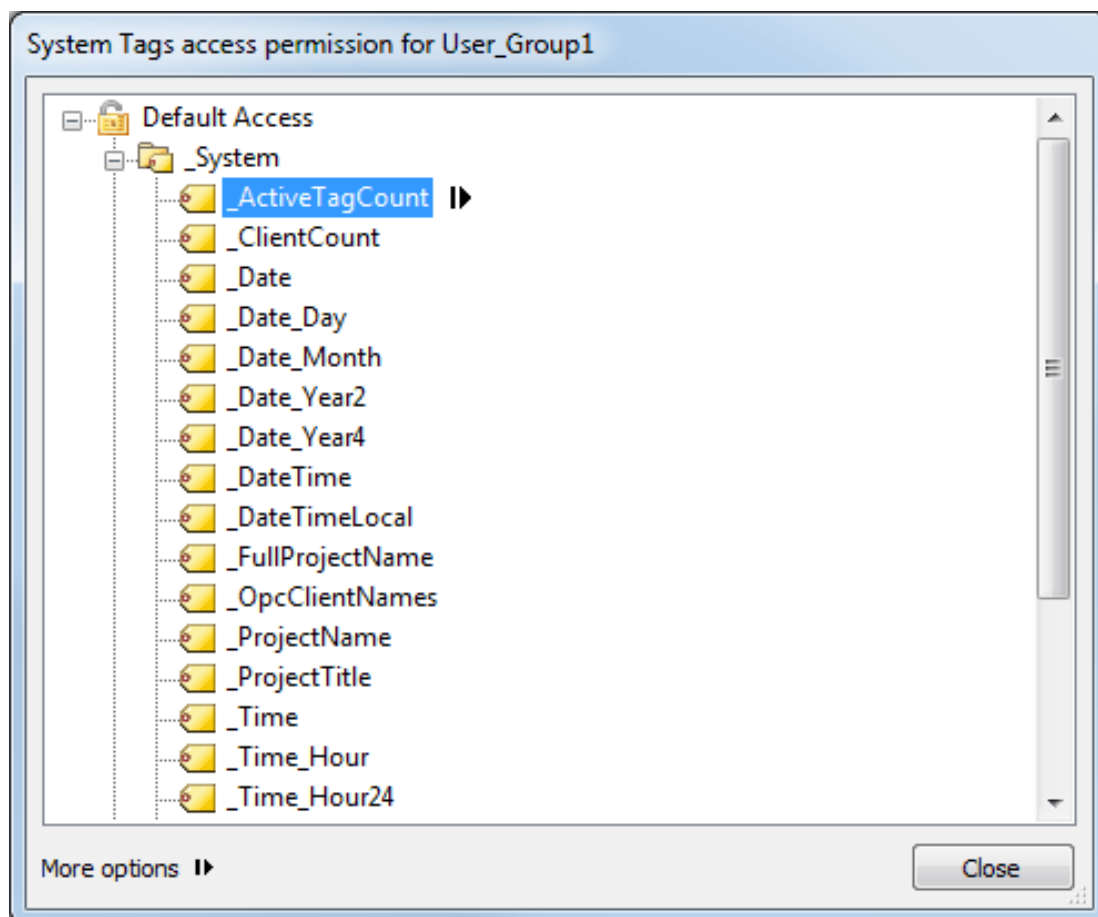 System Tags access permission for User_Group1
Default Access
_System
_ActiveTagCount
_ClientCount
_Date
_Date_Day
_Date_Month
_Date_Year2
_Date_Year4
_DateTime
_DateTimeLocal
_FullProjectName
_OpcClientNames
_ProjectName
_ProjectTitle
_Time
_Time_Hour
_Time_Hour24
More options
Close